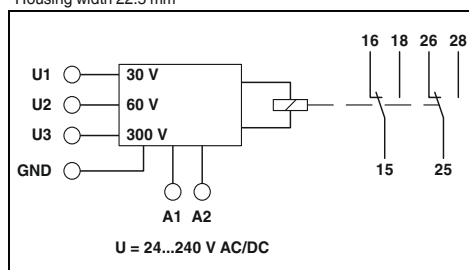 Housing width 22.5 mm
16 18 26 28
U1 30 V
U2 60 V
U3 300 V
GND
15 25
A1 A2
U = 24...240 V AC/DC